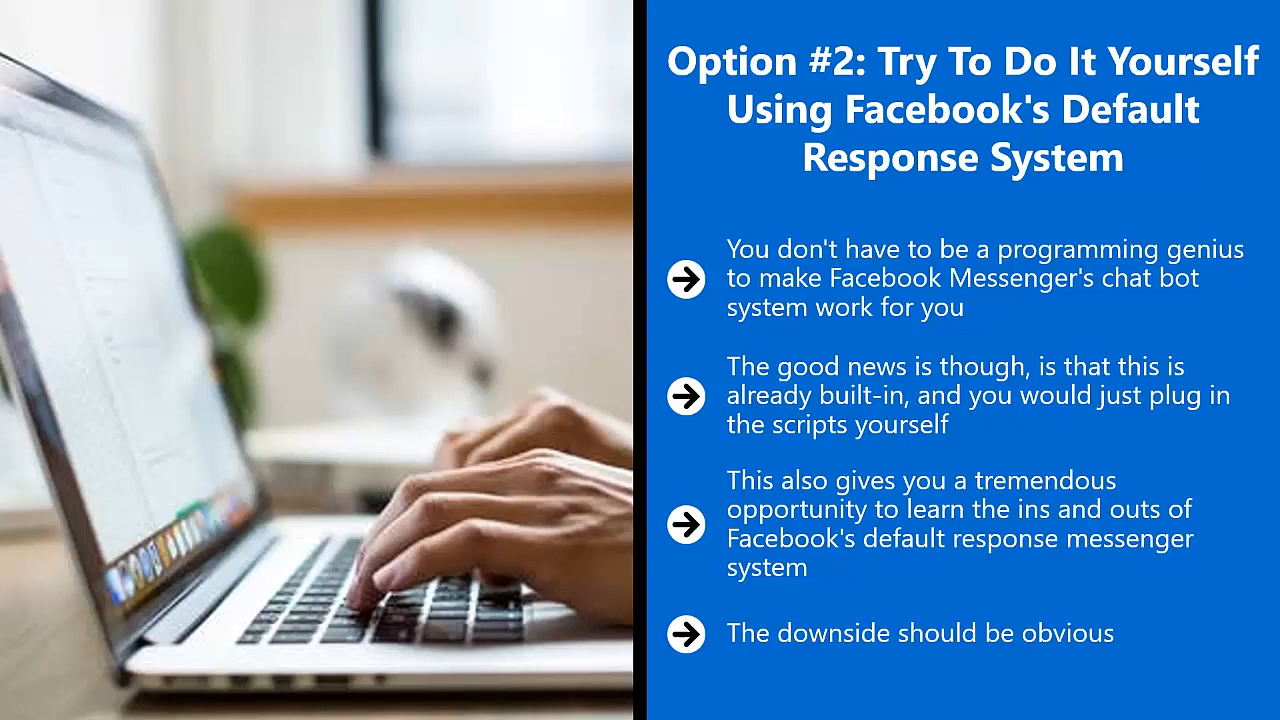 Option #2: Try To Do It Yourself
Using Facebook's Default
Response System
You don't have to be a programming genius
to make Facebook Messenger's chat bot
system work for you
The good news is though, is that this is
already built-in, and you would just plug in
the scripts yourself
This also gives you a tremendous
opportunity to learn the ins and outs of
Facebook's default response messenger
system
The downside should be obvious